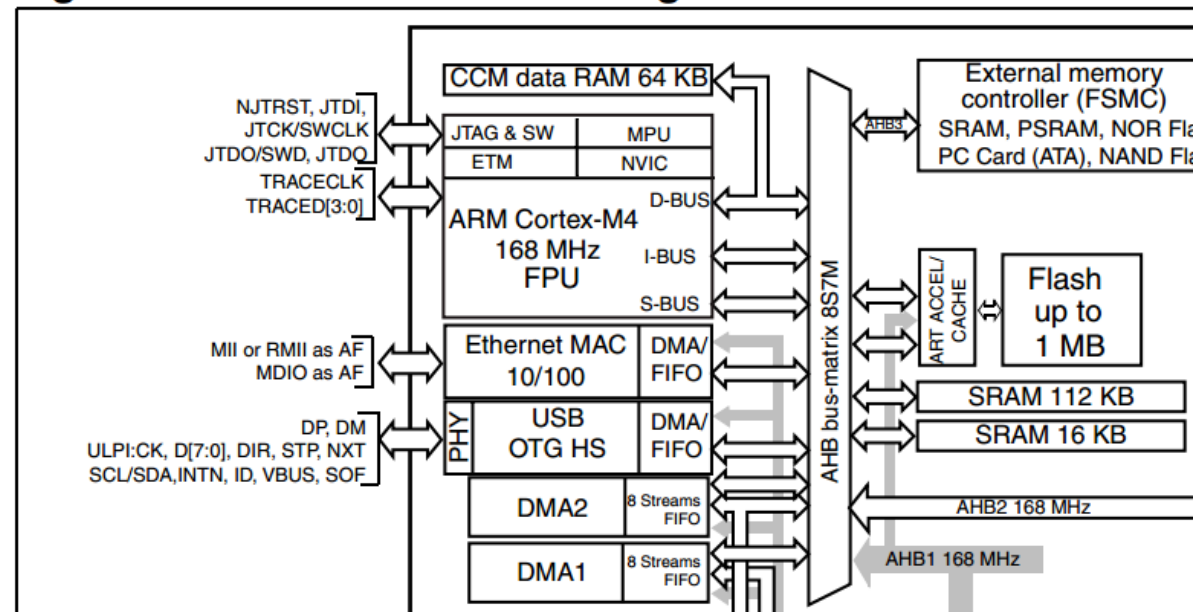 CCM data RAM 64 KB
NJTRST, JTDI,
JTCK/SWCLK
JTDO/SWD, JTDO
TRACECLK
TRACED[3:0]
JTAG & SW
MPU
ETM
NVIC
D-BUS
ARM Cortex-M4
168 MHz
FPU
I-BUS
S-BUS
MII or RMII as AF
MDIO as AF
Ethernet MAC
10/100
DMA/
FIFO
DP, DM
ULPI:CK, D[7:0], DIR, STP, NXT
SCL/SDA,INTN, ID, VBUS, SOF
PHY
USB
OTG HS
DMA/
FIFO
DMA2
8 Streams
FIFO
DMA1
8 Streams
FIFO
AHB bus-matrix 8S7M
AHB3
External memory
controller (FSMC)
SRAM, PSRAM, NOR Fla
PC Card (ATA), NAND Fla
ART ACCEL/
CACHE
Flash
up to
1 MB
SRAM 112 KB
SRAM 16 KB
AHB2 168 MHz
AHB1 168 MHz